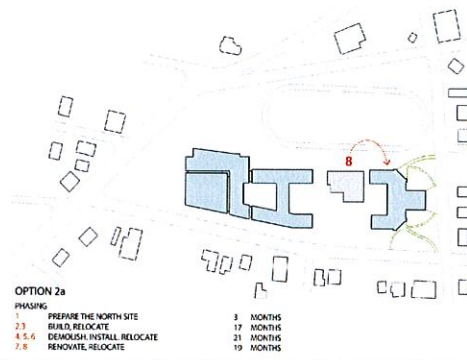 8
OPTION 2a
PHASING
1 PREPARE THE NORTH SITE 3 MONTHS
2,3 BUILD, RELOCATE 17 MONTHS
4, 5, 6 DEMOLISH, INSTALL, RELOCATE 21 MONTHS
7, 8 RENOVATE, RELOCATE 19 MONTHS